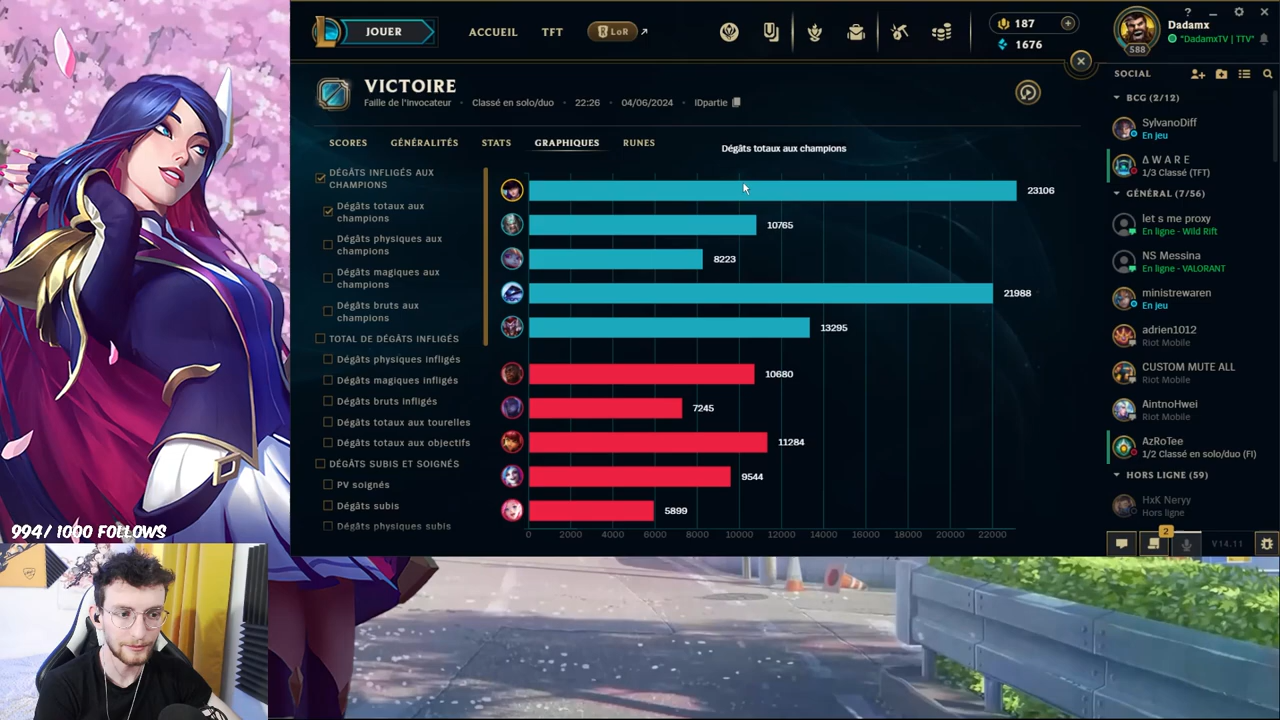 JOUER
ACCUEIL
TFT
LoR
187
1676
588
Dadamx
"DadamxTV | TTV"
VICTOIRE
Faille de l'invocateur • Classé en solo/duo • 22:26 • 04/06/2024 • IDpartie
SCORES
GÉNÉRALITÉS
STATS
GRAPHIQUES
RUNES
DÉGÂTS INFLIGÉS AUX
CHAMPIONS
Dégâts totaux aux
champions
Dégâts physiques aux
champions
Dégâts magiques aux
champions
Dégâts bruts aux
champions
TOTAL DE DÉGÂTS INFLIGÉS
Dégâts physiques infligés
Dégâts magiques infligés
Dégâts bruts infligés
Dégâts totaux aux tourelles
Dégâts totaux aux objectifs
DÉGÂTS SUBIS ET SOIGNÉS
PV soignés
Dégâts subis
Dégâts physiques subis
Dégâts totaux aux champions
23106
10765
8223
21988
13295
10680
7245
11284
9544
5899
0 2000 4000 6000 8000 10000 12000 14000 16000 18000 20000 22000
SOCIAL
BCG (2/12)
SylvanoDiff
En jeu
Δ W A R E
1/3 Classé (TFT)
GÉNÉRAL (7/56)
let s me proxy
En ligne - Wild Rift
NS Messina
En ligne - VALORANT
ministrewaren
En jeu
adrien1012
Riot Mobile
CUSTOM MUTE ALL
Riot Mobile
AintnoHwei
Riot Mobile
AzRoTee
1/2 Classé en solo/duo (FI)
HORS LIGNE (59)
HxK Neryy
Hors ligne
2
V14.11
994/ 1000 FOLLOWS